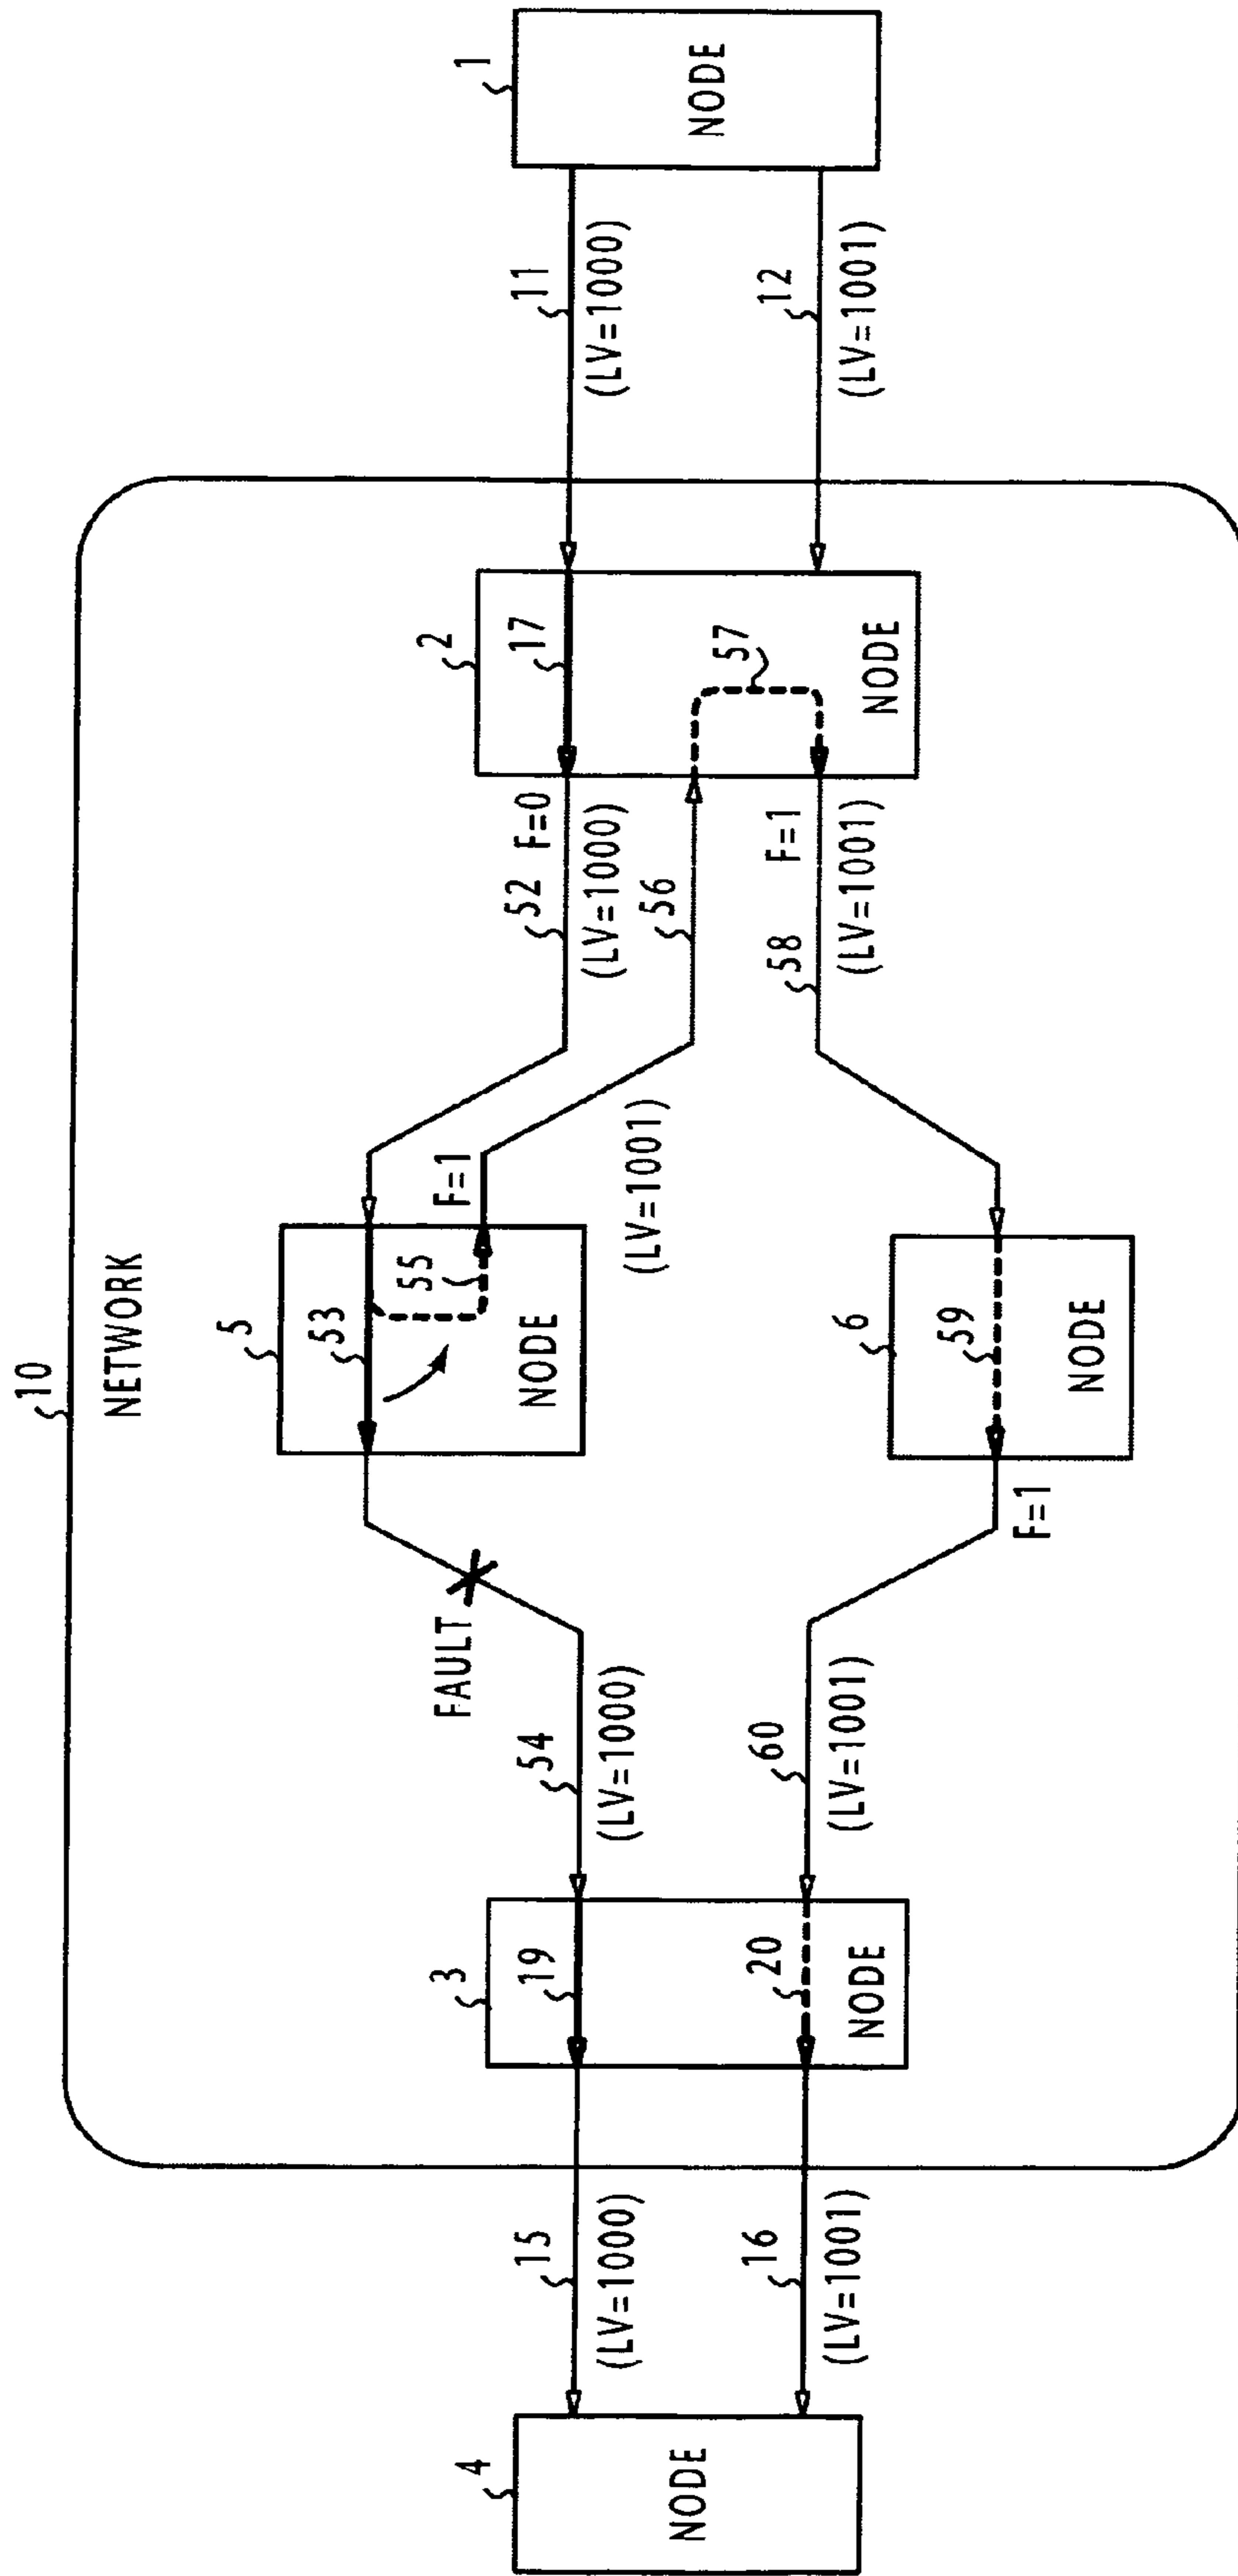 10
NETWORK
4
NODE
15
(LV=1000)
16
(LV=1001)
3
19
20
NODE
54
(LV=1000)
60
(LV=1001)
FAULT
5
53
55
NODE
F=1
6
59
NODE
F=1
52
F=0
(LV=1000)
56
(LV=1001)
58
F=1
(LV=1001)
2
17
57
NODE
11
(LV=1000)
12
(LV=1001)
1
NODE